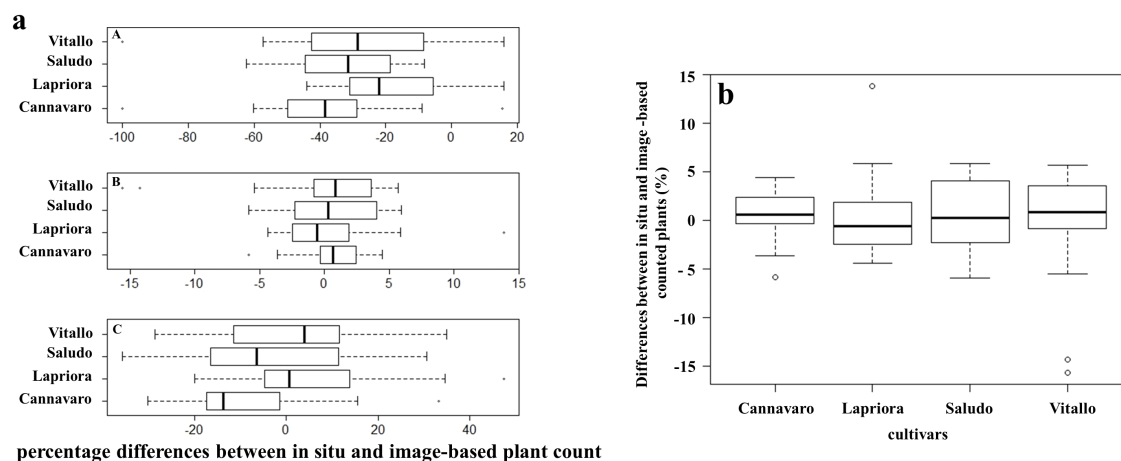 a
A
Vitallo
Saludo
Lapriora
Cannavaro
-100 -80 -60 -40 -20 0 20
B
Vitallo
Saludo
Lapriora
Cannavaro
-15 -10 -5 0 5 10 15
C
Vitallo
Saludo
Lapriora
Cannavaro
-20 0 20 40
percentage differences between in situ and image-based plant count
b
Differences between in situ and image -based
counted plants (%)
15
10
5
0
-5
-10
-15
Cannavaro Lapriora Saludo Vitallo
cultivars